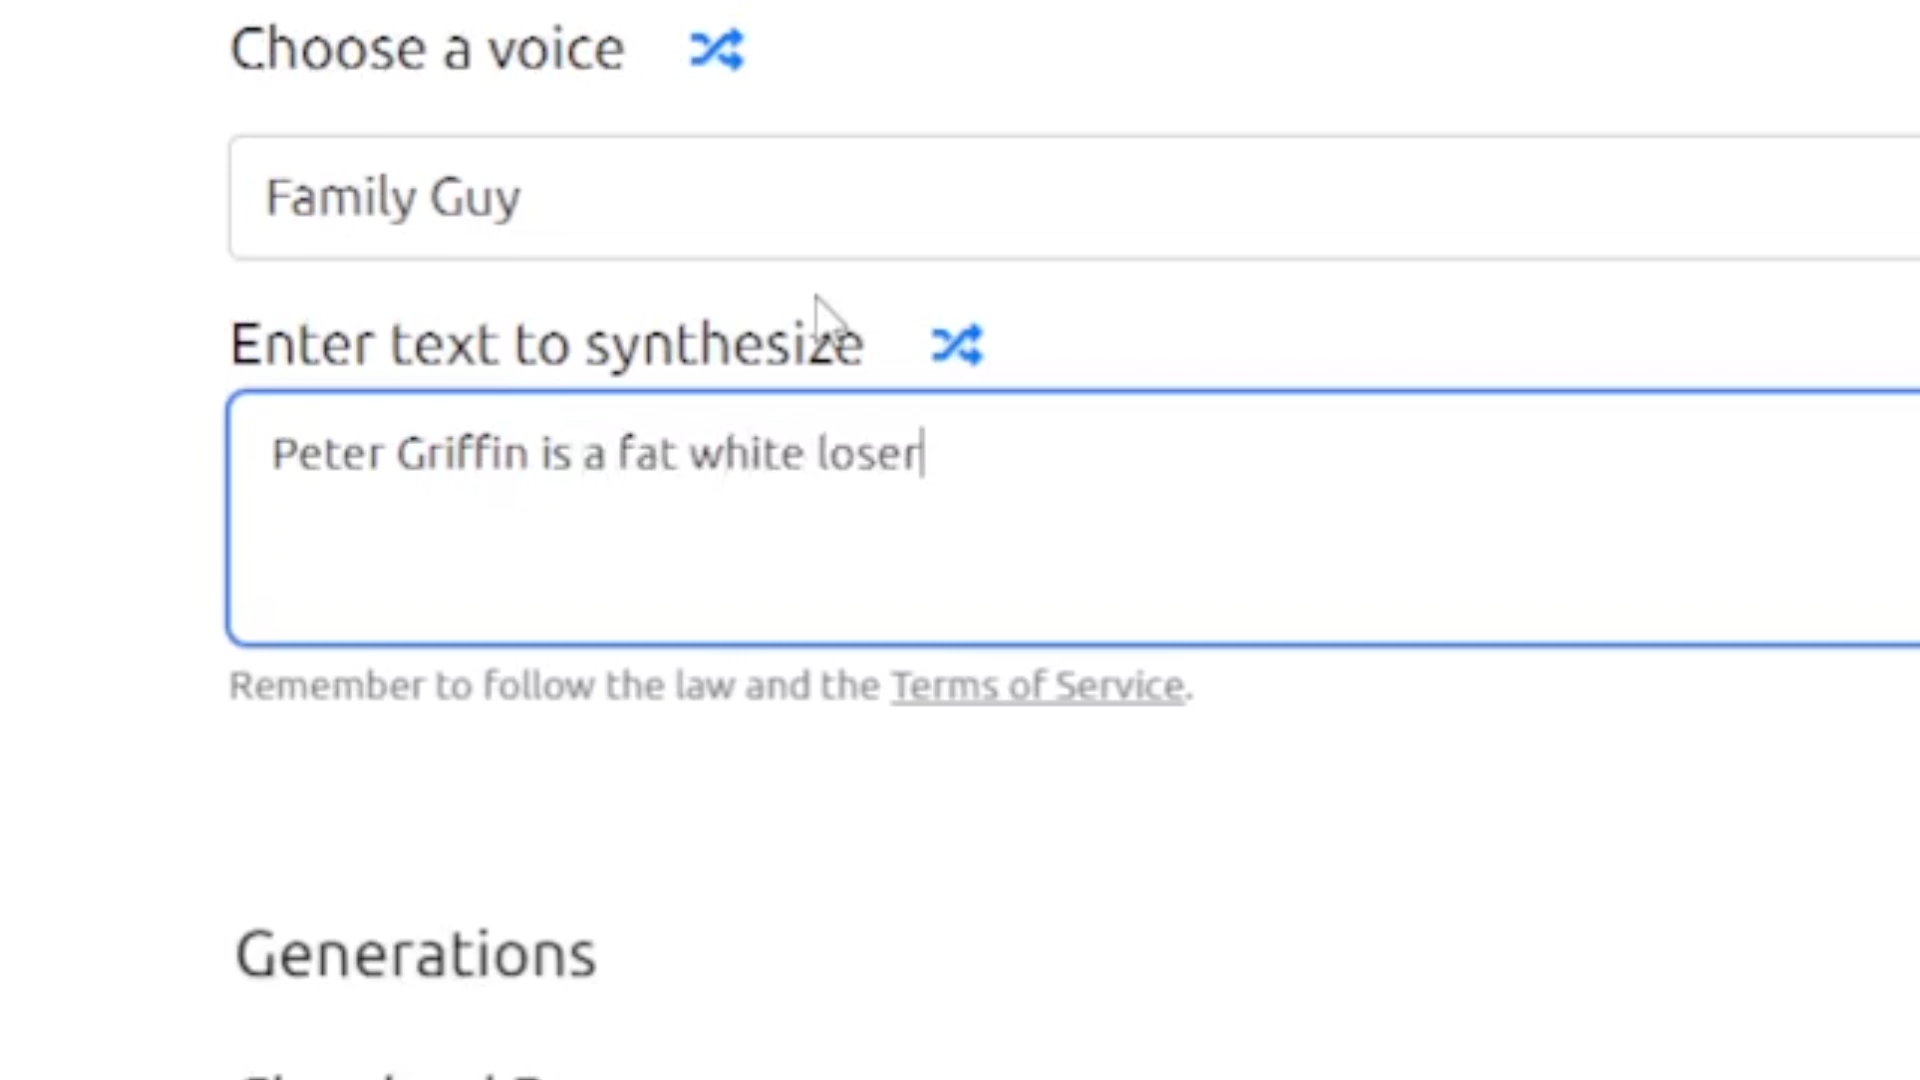 Choose a voice
Family Guy
Enter text to synthesize
Peter Griffin is a fat white loser
Remember to follow the law and the Terms of Service.
Generations